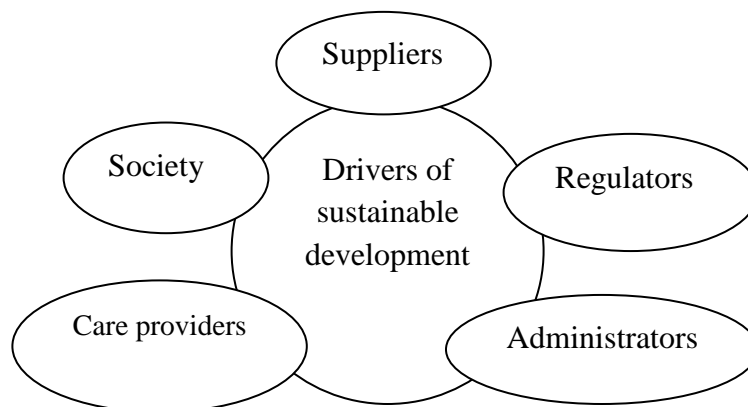 Suppliers
Society
Drivers of
sustainable
development
Regulators
Care providers
Administrators